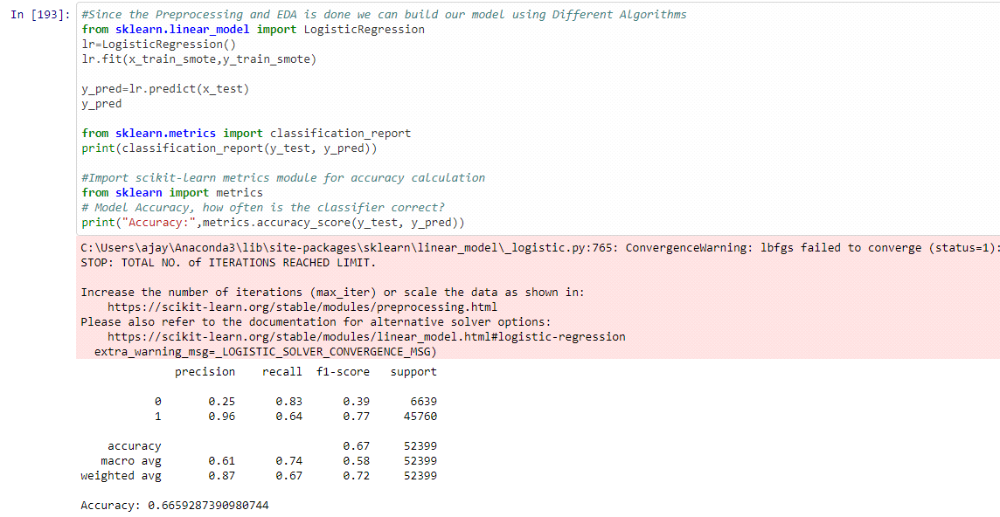 In [193]: #Since the Preprocessing and EDA is done we can build our model using Different Algorithms
from sklearn.linear_model import LogisticRegression
lr=LogisticRegression()
lr.fit(x_train_smote,y_train_smote)
y_pred=lr.predict(x_test)
y_pred
from sklearn.metrics import classification_report
print(classification_report(y_test, y_pred))
#Import scikit-learn metrics module for accuracy calculation
from sklearn import metrics
# Model Accuracy, how often is the classifier correct?
print("Accuracy:",metrics.accuracy_score(y_test, y_pred))
C:\Users\ajay\Anaconda3\lib\site-packages\sklearn\linear_model\_logistic.py:765: ConvergenceWarning: lbfgs failed to converge (status=1):
STOP: TOTAL NO. of ITERATIONS REACHED LIMIT.
Increase the number of iterations (max_iter) or scale the data as shown in:
https://scikit-learn.org/stable/modules/preprocessing.html
Please also refer to the documentation for alternative solver options:
https://scikit-learn.org/stable/modules/linear_model.html#logistic-regression
extra_warning_msg=_LOGISTIC_SOLVER_CONVERGENCE_MSG)
precision recall f1-score support
0 0.25 0.83 0.39 6639
1 0.96 0.64 0.77 45760
accuracy 0.67 52399
macro avg 0.61 0.74 0.58 52399
weighted avg 0.87 0.67 0.72 52399
Accuracy: 0.6659287390980744